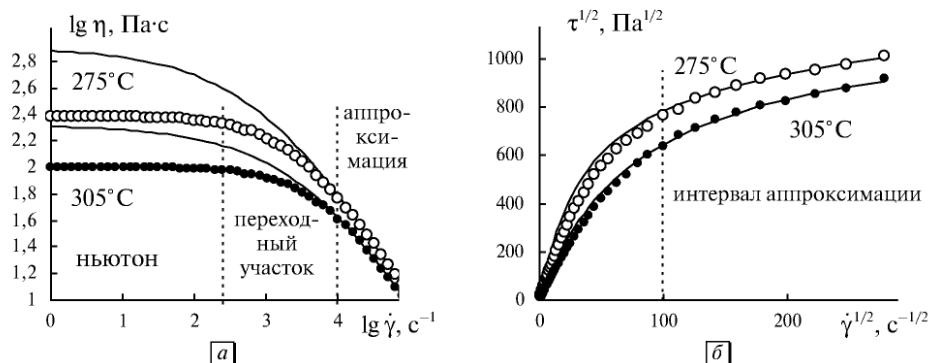 lg η, Па·с
2,8
2,6
2,4
2,2
2
1,8
1,6
1,4
1,2
1
275°C
305°C
ньютон
переход-
ный
участок
аппро-
кси-
мация
0
1
2
3
4
lg γ̇, с⁻¹
а
τ^1/2, Па^1/2
1000
800
600
400
200
0
275°C
305°C
интервал аппроксимации
0
100
200
γ̇^1/2, с^-1/2
б